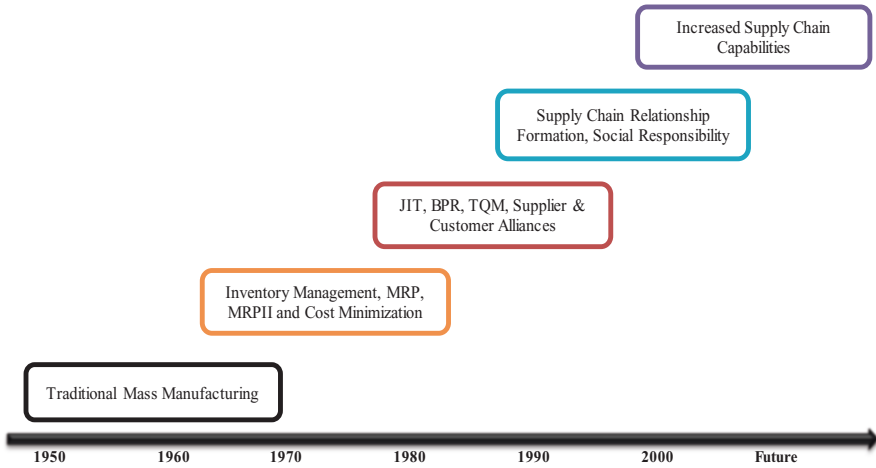 Increased Supply Chain
Capabilities
Supply Chain Relationship
Formation, Social Responsibility
JIT, BPR, TQM, Supplier &
Customer Alliances
Inventory Management, MRP,
MRPII and Cost Minimization
Traditional Mass Manufacturing
1950 1960 1970 1980 1990 2000 Future